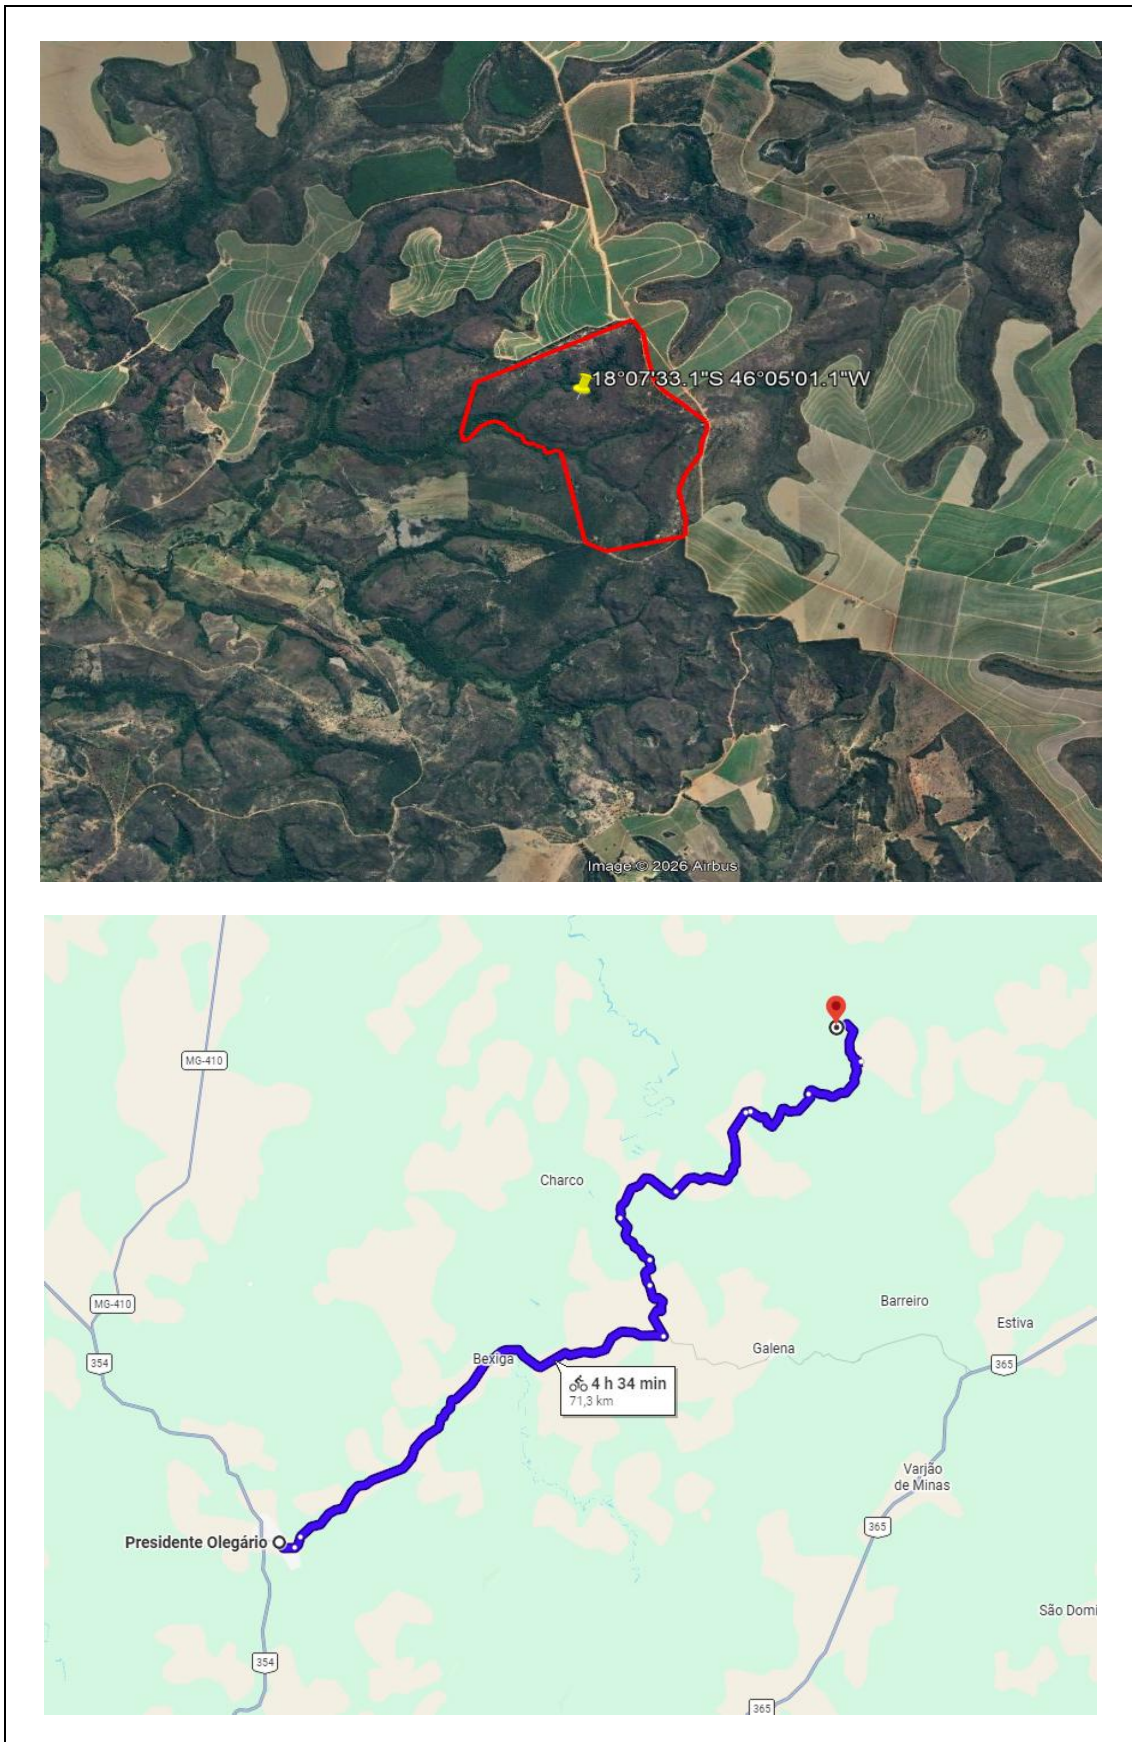 18°07'33.1"S 46°05'01.1"W
Image © 2026 Airbus
MG-410
Charco
MG-410
Barreiro
Estiva
354
Bexiga
Galena
365
4 h 34 min
71,3 km
Varjão
de Minas
365
Presidente Olegário
São Domi
354
365